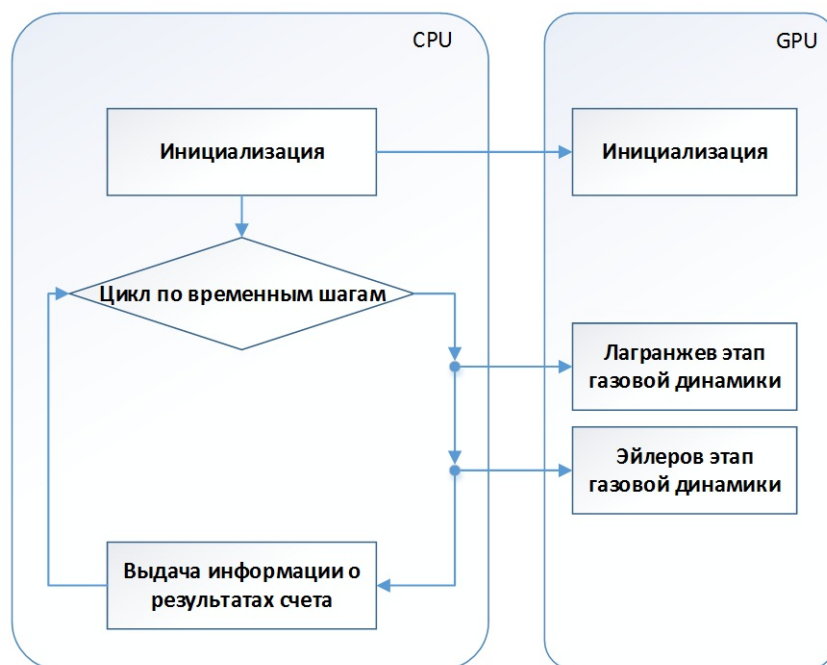 CPU
GPU
Инициализация
Инициализация
Цикл по временным шагам
Лагранжев этап
газовой динамики
Эйлеров этап
газовой динамики
Выдача информации о
результатах счета